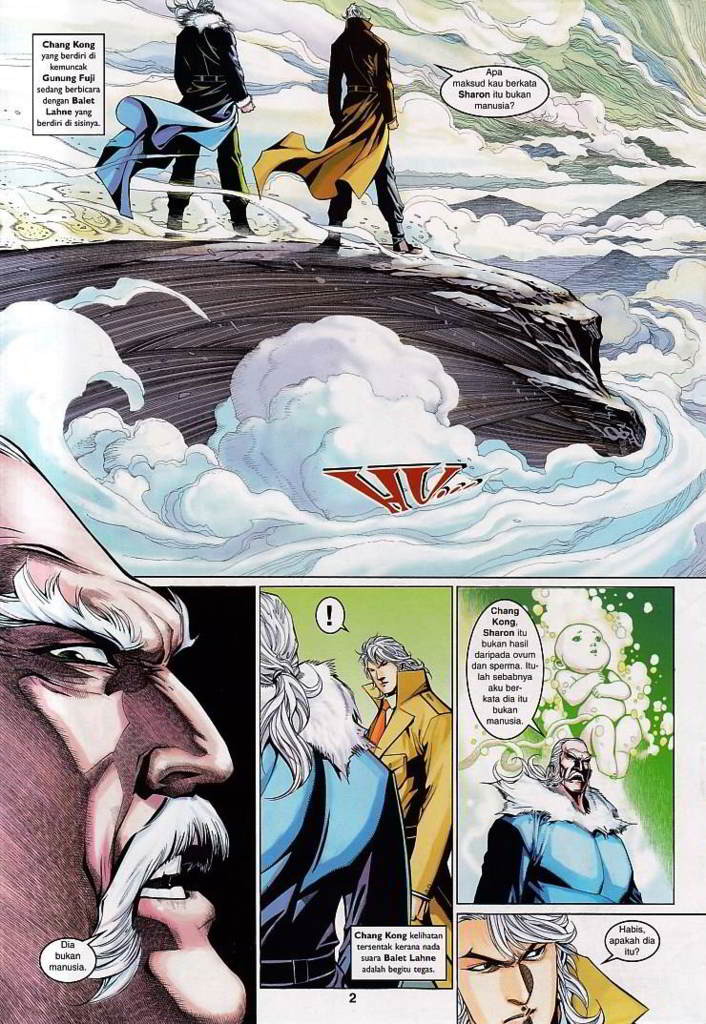 Chang Kong
yang berdiri di
kemuncak
Gunung Fuji
sedang berbicara
dengan Balet
Lahne yang
berdiri di sisinya.
Apa
maksud kau berkata
Sharon itu bukan
manusia?
HU...
Dia
bukan
manusia.
!
Chang Kong kelihatan
tersentak kerana nada
suara Balet Lahne
adalah begitu tegas.
Chang
Kong,
Sharon itu
bukan hasil
daripada ovum
dan sperma. It-
ulah sebabnya
aku ber-
kata dia itu
bukan
manusia.
Habis,
apakah dia
itu?
2